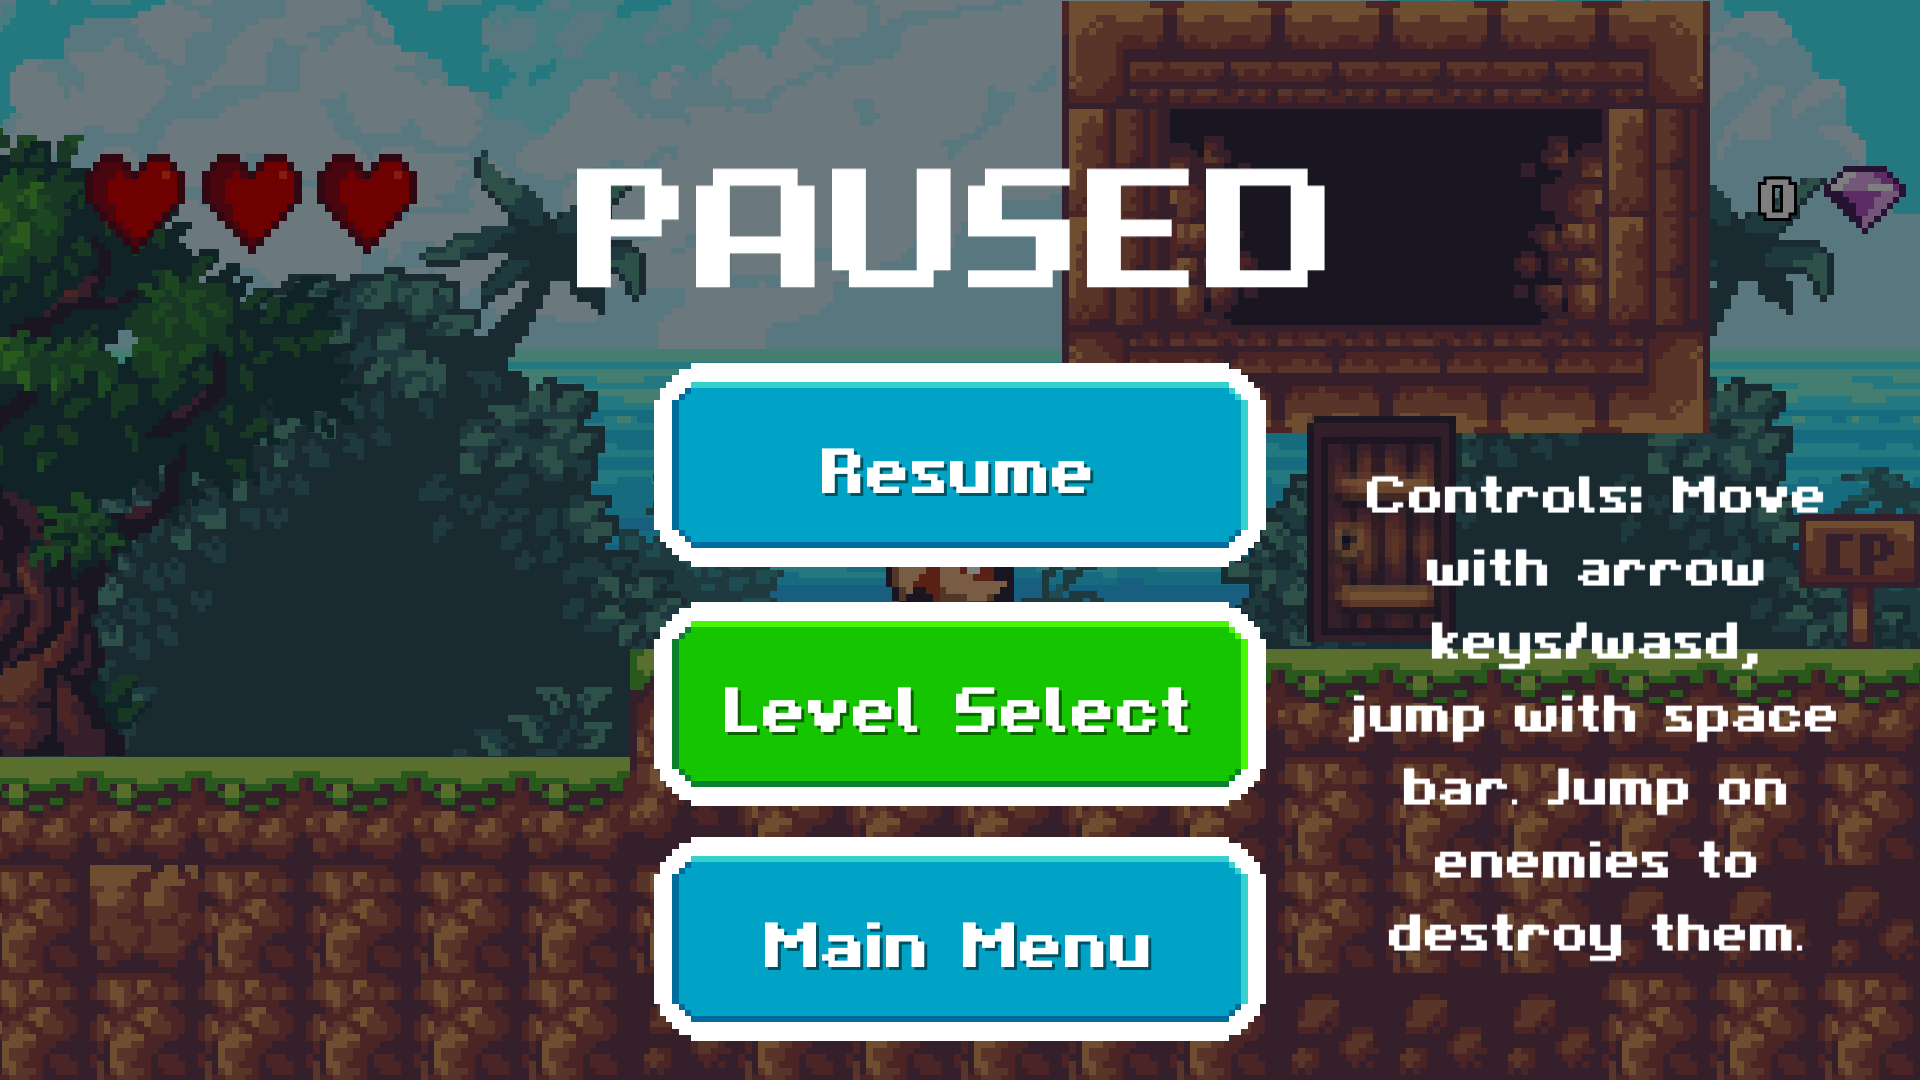 PAUSED
0
Resume
Level Select
Main Menu
Controls: Move
with arrow
keys/wasd,
jump with space
bar. Jump on
enemies to
destroy them.
CP